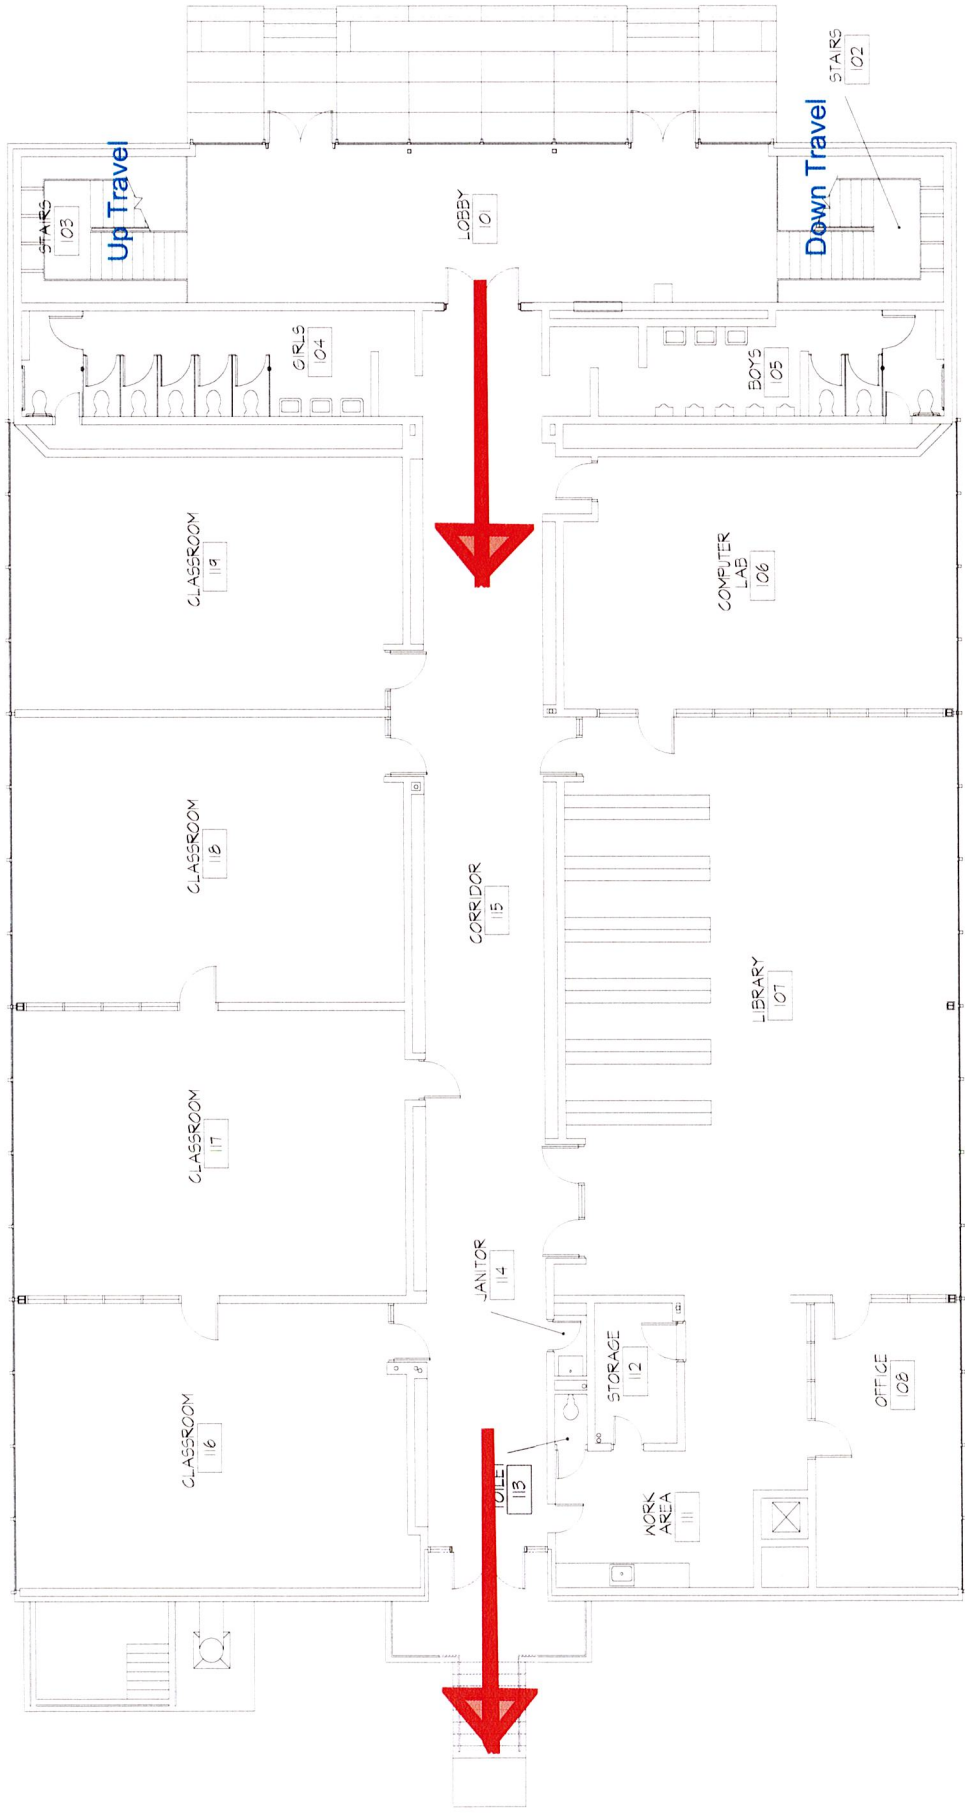 STAIRS
102
STAIRS
103
Up Travel
Down Travel
LOBBY
101
GIRLS
104
BOYS
105
CLASSROOM
119
COMPUTER
LAB
106
CLASSROOM
118
CORRIDOR
115
LIBRARY
107
CLASSROOM
117
JANITOR
114
STORAGE
112
OFFICE
108
CLASSROOM
116
TOILET
113
WORK
AREA
111